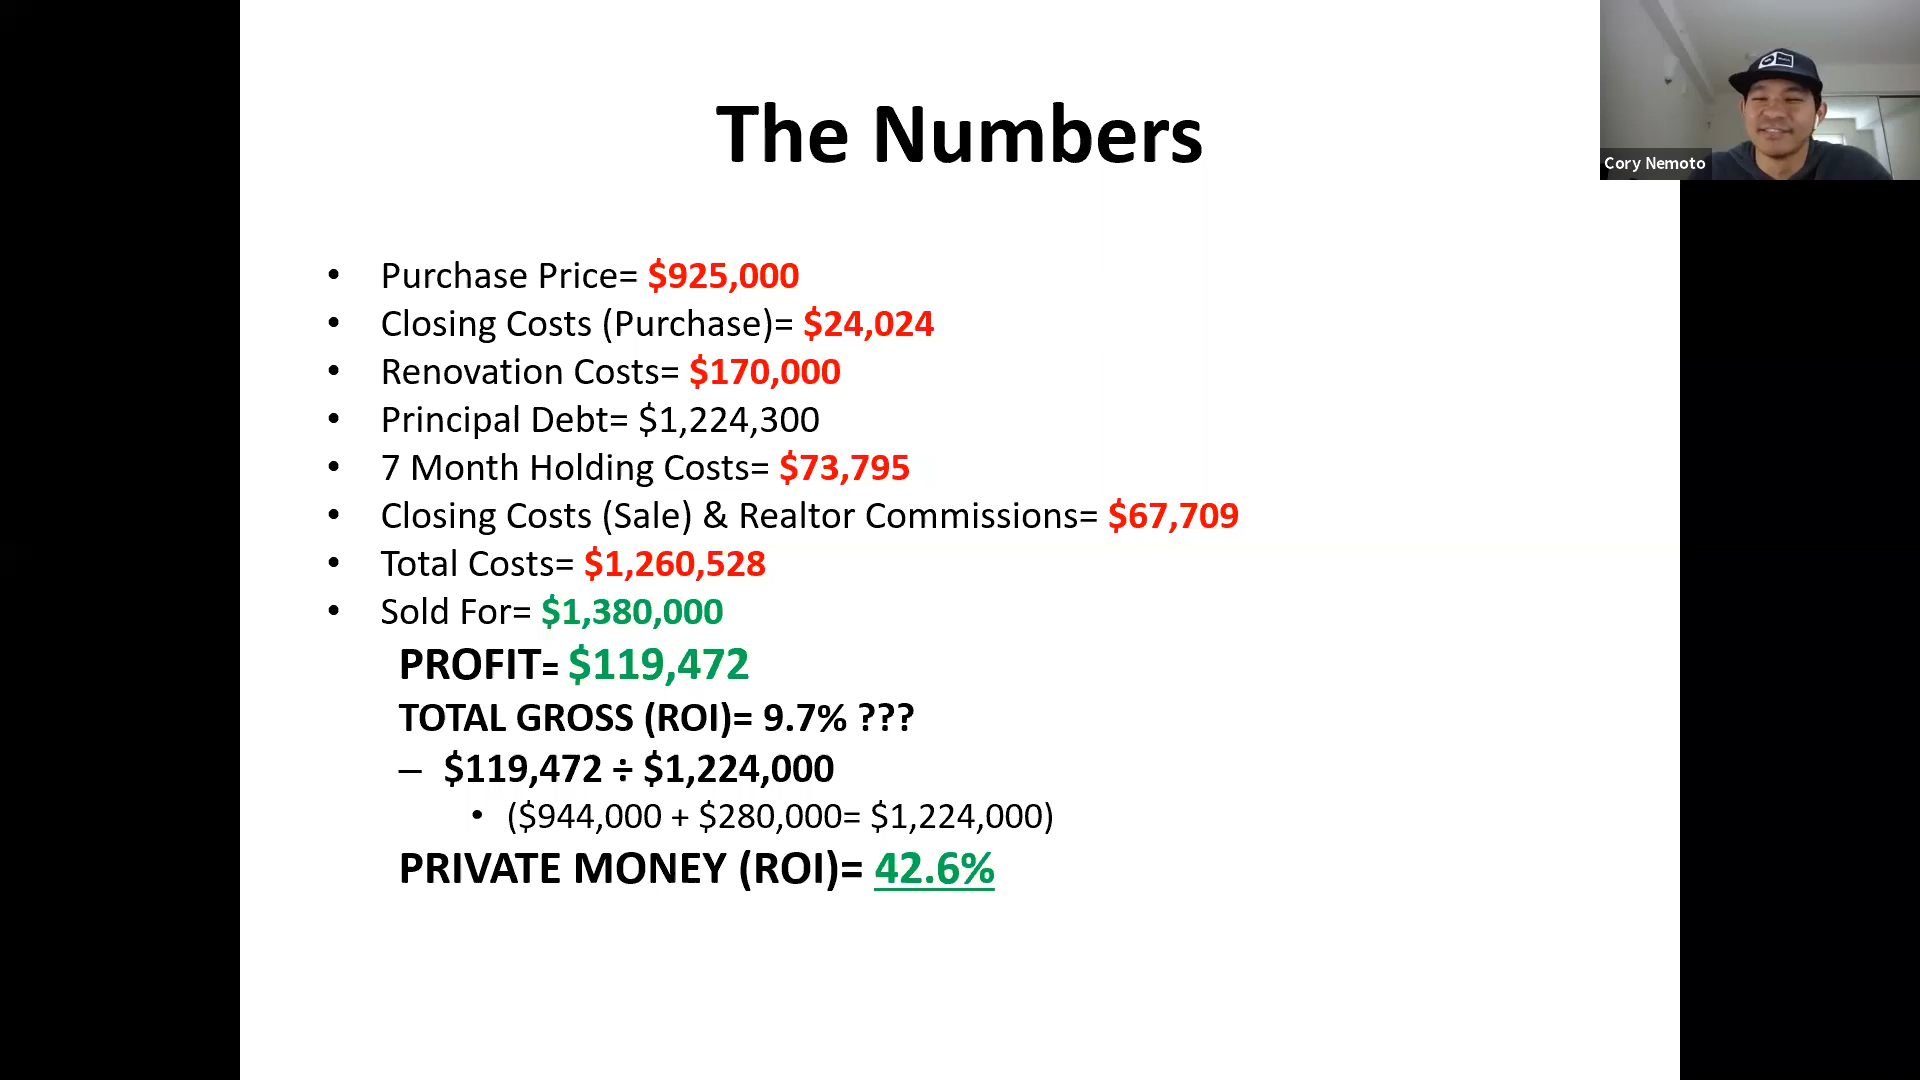 The Numbers
Cory Nemoto
• Purchase Price= $925,000
• Closing Costs (Purchase)= $24,024
• Renovation Costs= $170,000
• Principal Debt= $1,224,300
• 7 Month Holding Costs= $73,795
• Closing Costs (Sale) & Realtor Commissions= $67,709
• Total Costs= $1,260,528
• Sold For= $1,380,000
PROFIT= $119,472
TOTAL GROSS (ROI)= 9.7% ???
– $119,472 ÷ $1,224,000
• ($944,000 + $280,000= $1,224,000)
PRIVATE MONEY (ROI)= 42.6%